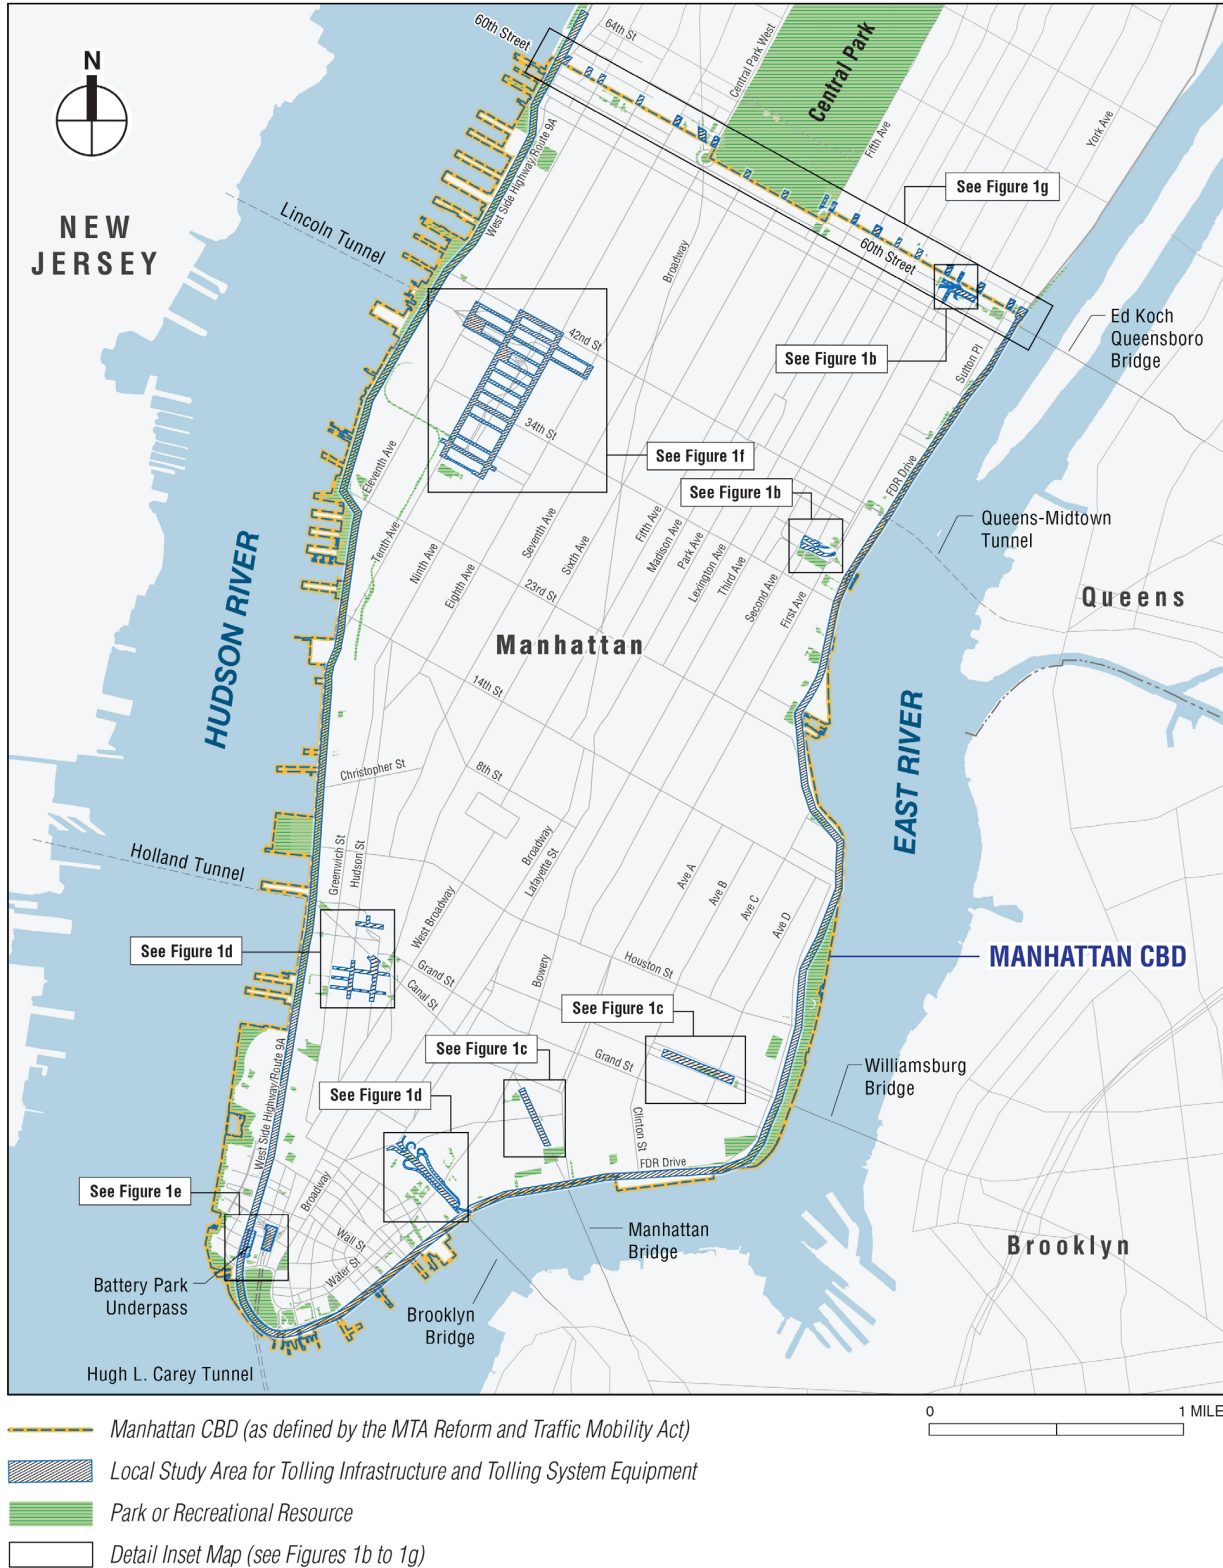 60th Street
64th St
Central Park West
Central Park
Fifth Ave
York Ave
N
NEW
JERSEY
Lincoln Tunnel
West Side Highway/Route 9A
Broadway
See Figure 1g
60th Street
Ed Koch
Queensboro
Bridge
See Figure 1b
Sutton Pl
42nd St
34th St
See Figure 1f
See Figure 1b
FDR Drive
Queens-Midtown
Tunnel
Queens
Eleventh Ave
Tenth Ave
Ninth Ave
Eighth Ave
Seventh Ave
Sixth Ave
Fifth Ave
Madison Ave
Park Ave
Lexington Ave
Third Ave
Second Ave
First Ave
23rd St
Manhattan
HUDSON RIVER
EAST RIVER
14th St
Christopher St
8th St
Holland Tunnel
Greenwich St
Hudson St
Broadway
Lafayette St
West Broadway
Ave A
Ave B
Ave C
Ave D
See Figure 1d
Grand St
Canal St
Bowery
Houston St
MANHATTAN CBD
See Figure 1c
See Figure 1c
Grand St
Williamsburg
Bridge
See Figure 1d
Clinton St
West Side Highway/Route 9A
FDR Drive
See Figure 1e
Broadway
Wall St
Water St
Manhattan
Bridge
Brooklyn
Battery Park
Underpass
Brooklyn
Bridge
Hugh L. Carey Tunnel
0 1 MILE
Manhattan CBD (as defined by the MTA Reform and Traffic Mobility Act)
Local Study Area for Tolling Infrastructure and Tolling System Equipment
Park or Recreational Resource
Detail Inset Map (see Figures 1b to 1g)